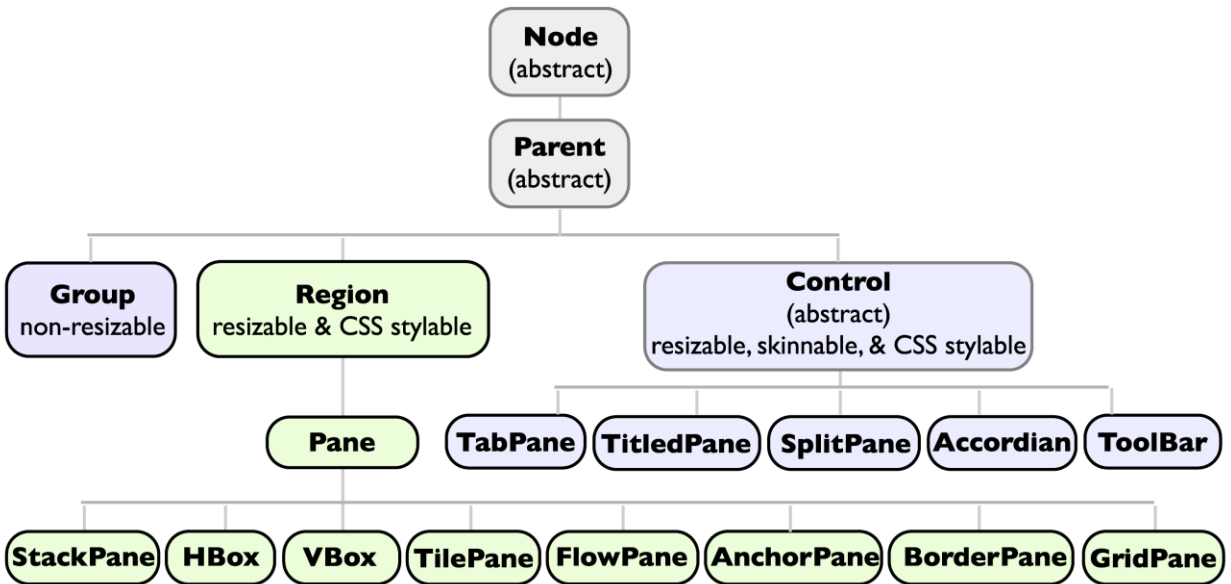 Node
(abstract)
Parent
(abstract)
Group
non-resizable
Region
resizable & CSS stylable
Control
(abstract)
resizable, skinnable, & CSS stylable
Pane
TabPane
TitledPane
SplitPane
Accordian
ToolBar
StackPane
HBox
VBox
TilePane
FlowPane
AnchorPane
BorderPane
GridPane